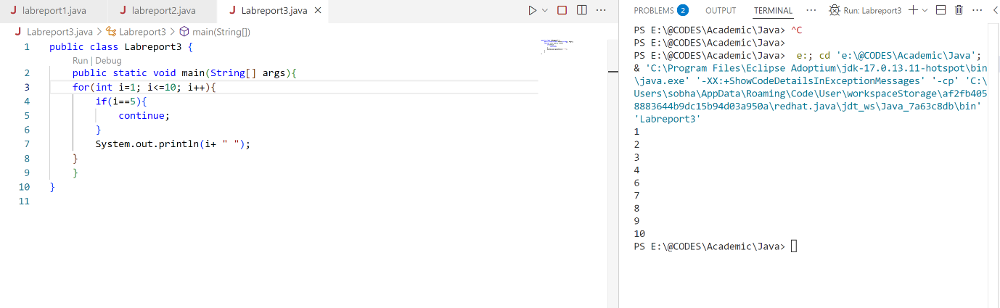 J labreport1.java
J labreport2.java
J Labreport3.java ×
J Labreport3.java > Labreport3 > main(String[])
1 public class Labreport3 {
Run | Debug
2 public static void main(String[] args){
3 for(int i=1; i<=10; i++){
4 if(i==5){
5 continue;
6 }
7 System.out.println(i+ " ");
8 }
9 }
10 }
11
PROBLEMS 2 OUTPUT TERMINAL ··· Run: Labreport3
PS E:\@CODES\Academic\Java> ^C
PS E:\@CODES\Academic\Java>
PS E:\@CODES\Academic\Java>  e:; cd 'e:\@CODES\Academic\Java';
& 'C:\Program Files\Eclipse Adoptium\jdk-17.0.13.11-hotspot\bin
\java.exe' '-XX:+ShowCodeDetailsInExceptionMessages' '-cp' 'C:\
Users\sobha\AppData\Roaming\Code\User\workspaceStorage\af2fb405
8883644b9dc15b94d03a950a\redhat.java\jdt_ws\Java_7a63c8db\bin'
'Labreport3'
1
2
3
4
6
7
8
9
10
PS E:\@CODES\Academic\Java>